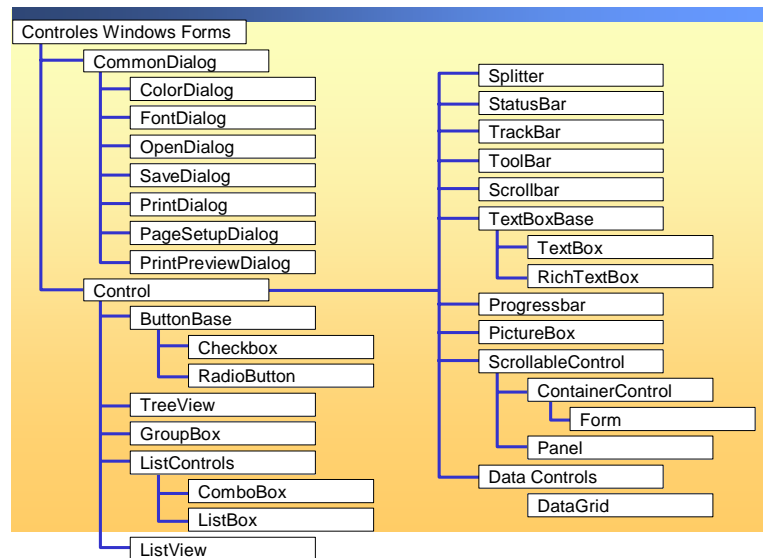 Controles Windows Forms
CommonDialog
ColorDialog
FontDialog
OpenDialog
SaveDialog
PrintDialog
PageSetupDialog
PrintPreviewDialog
Control
ButtonBase
Checkbox
RadioButton
TreeView
GroupBox
ListControls
ComboBox
ListBox
ListView
Splitter
StatusBar
TrackBar
ToolBar
Scrollbar
TextBoxBase
TextBox
RichTextBox
Progressbar
PictureBox
ScrollableControl
ContainerControl
Form
Panel
Data Controls
DataGrid